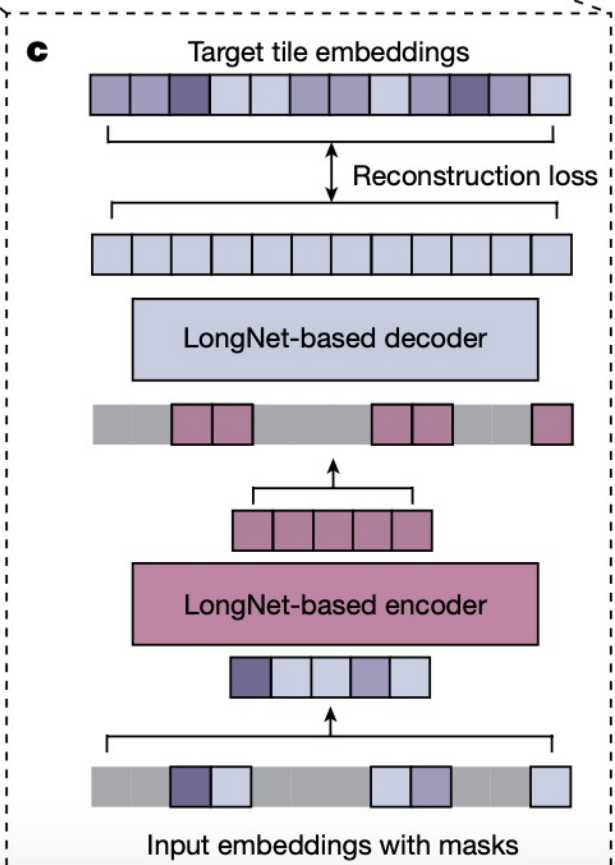 c
Target tile embeddings
Reconstruction loss
LongNet-based decoder
LongNet-based encoder
Input embeddings with masks